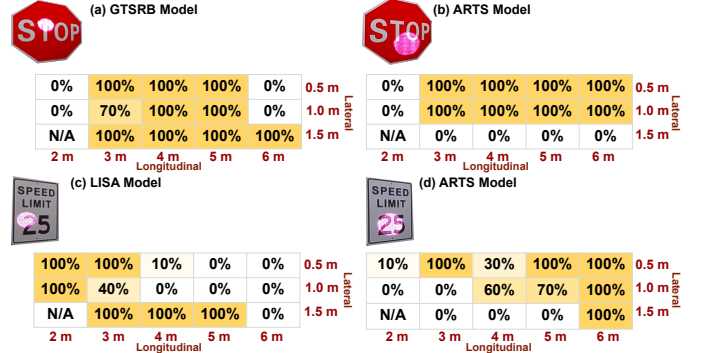 (a) GTSRB Model
STOP
0% 100% 100% 100% 0% 0.5 m
0% 70% 100% 100% 0% 1.0 m
N/A 100% 100% 100% 100% 1.5 m
Lateral
2 m 3 m 4 m 5 m 6 m
Longitudinal
(b) ARTS Model
STOP
0% 100% 100% 100% 100% 0.5 m
0% 100% 100% 100% 100% 1.0 m
N/A 0% 0% 0% 0% 1.5 m
Lateral
2 m 3 m 4 m 5 m 6 m
Longitudinal
(c) LISA Model
SPEED
LIMIT
25
100% 100% 10% 0% 0% 0.5 m
100% 40% 0% 0% 0% 1.0 m
N/A 100% 100% 100% 0% 1.5 m
Lateral
2 m 3 m 4 m 5 m 6 m
Longitudinal
(d) ARTS Model
SPEED
LIMIT
25
10% 100% 30% 100% 100% 0.5 m
0% 0% 60% 70% 100% 1.0 m
N/A 0% 0% 0% 100% 1.5 m
Lateral
2 m 3 m 4 m 5 m 6 m
Longitudinal